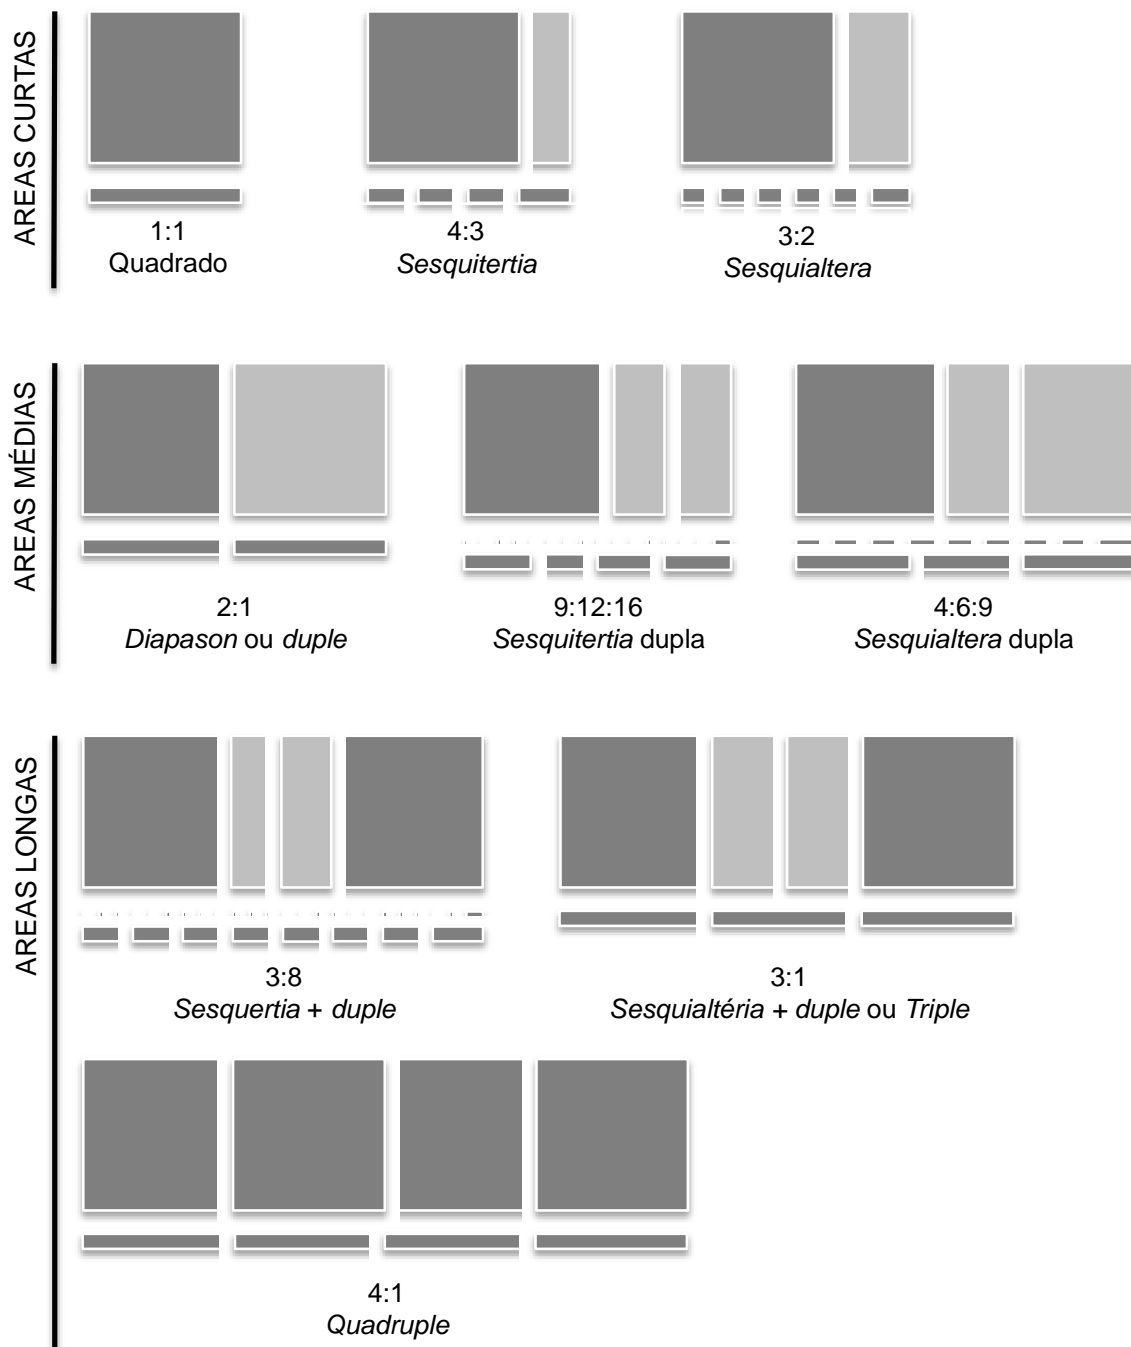 AREAS CURTAS
1:1
Quadrado
4:3
Sesquitertia
3:2
Sesquialtera
AREAS MÉDIAS
2:1
Diapason ou duple
9:12:16
Sesquitertia dupla
4:6:9
Sesquialtera dupla
AREAS LONGAS
3:8
Sesquertia + duple
3:1
Sesquialtéria + duple ou Triple
4:1
Quadruple